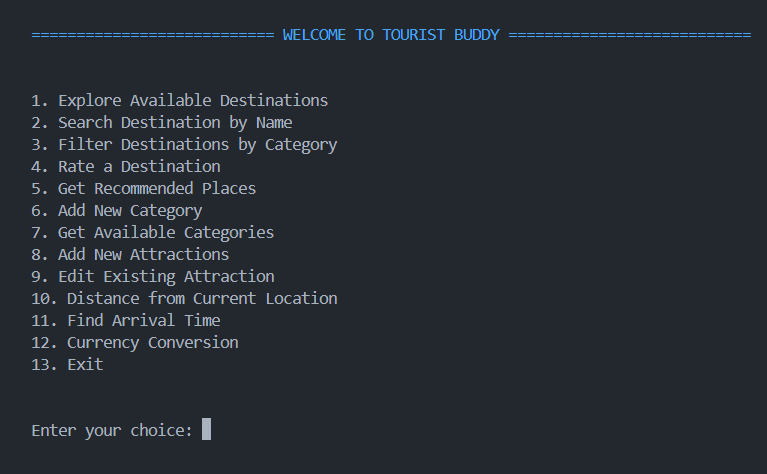 =========================== WELCOME TO TOURIST BUDDY ===========================
1. Explore Available Destinations
2. Search Destination by Name
3. Filter Destinations by Category
4. Rate a Destination
5. Get Recommended Places
6. Add New Category
7. Get Available Categories
8. Add New Attractions
9. Edit Existing Attraction
10. Distance from Current Location
11. Find Arrival Time
12. Currency Conversion
13. Exit
Enter your choice: